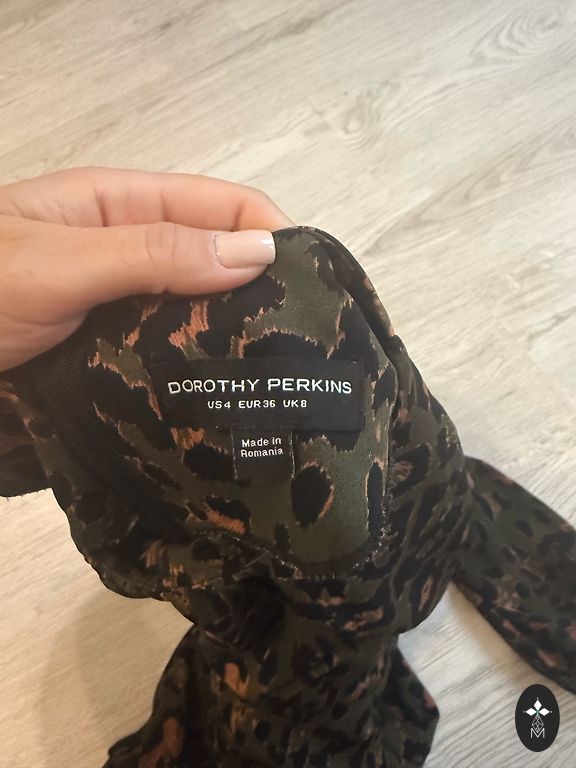 DOROTHY PERKINS
US4 EUR36 UK8
Made in
Romania
M